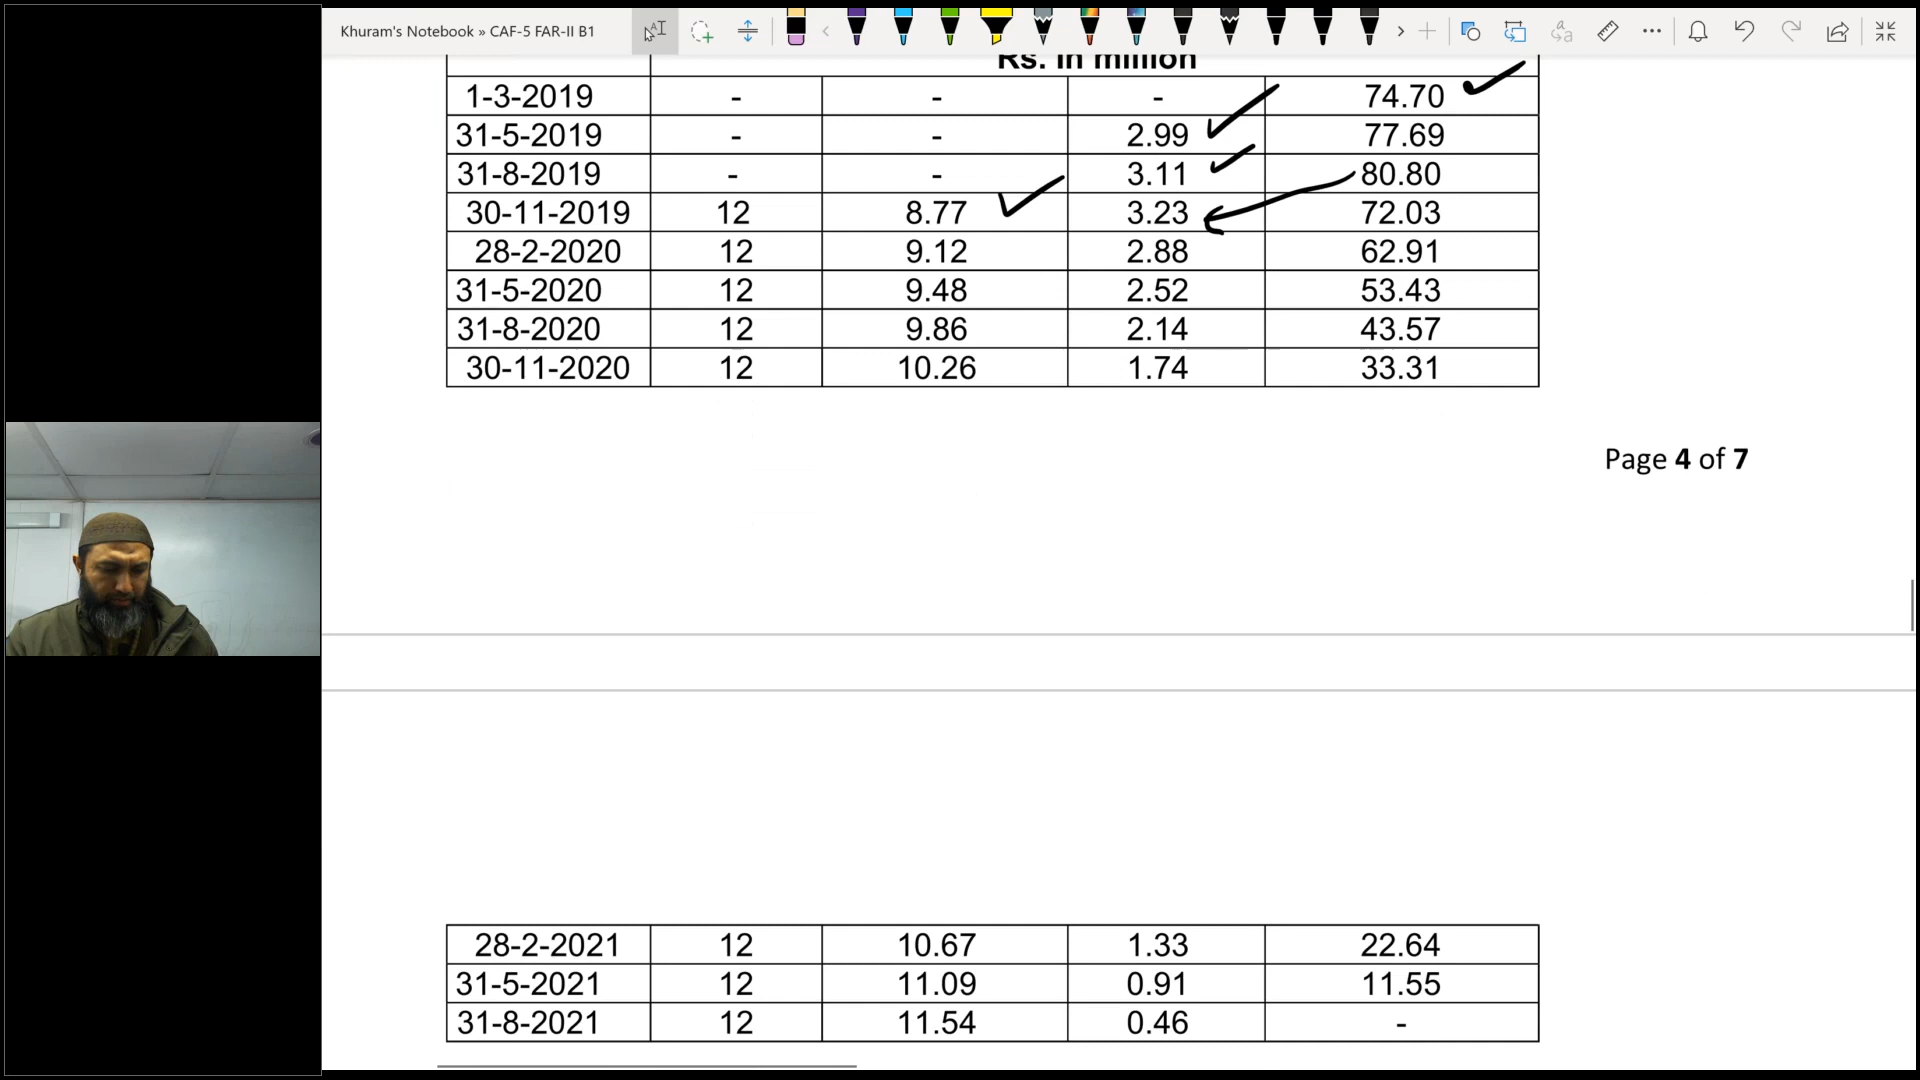 Khuram's Notebook » CAF-5 FAR-II B1
Rs. in million
1-3-2019 - - - 74.70
31-5-2019 - - 2.99 77.69
31-8-2019 - - 3.11 80.80
30-11-2019 12 8.77 3.23 72.03
28-2-2020 12 9.12 2.88 62.91
31-5-2020 12 9.48 2.52 53.43
31-8-2020 12 9.86 2.14 43.57
30-11-2020 12 10.26 1.74 33.31
Page 4 of 7
28-2-2021 12 10.67 1.33 22.64
31-5-2021 12 11.09 0.91 11.55
31-8-2021 12 11.54 0.46 -